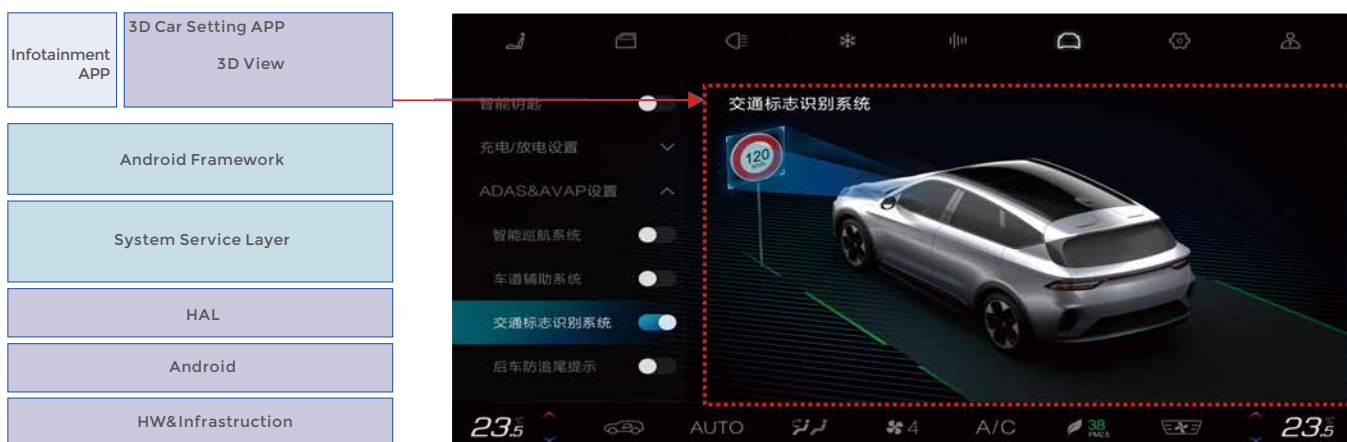 Infotainment
APP
3D Car Setting APP
3D View
Android Framework
System Service Layer
HAL
Android
HW&Infrastruction
智能钥匙
充电/放电设置
ADAS&AVAP设置
智能巡航系统
车道辅助系统
交通标志识别系统
后车防追尾提示
交通标志识别系统
120
23.5
AUTO
4
A/C
38
PM2.5
23.5